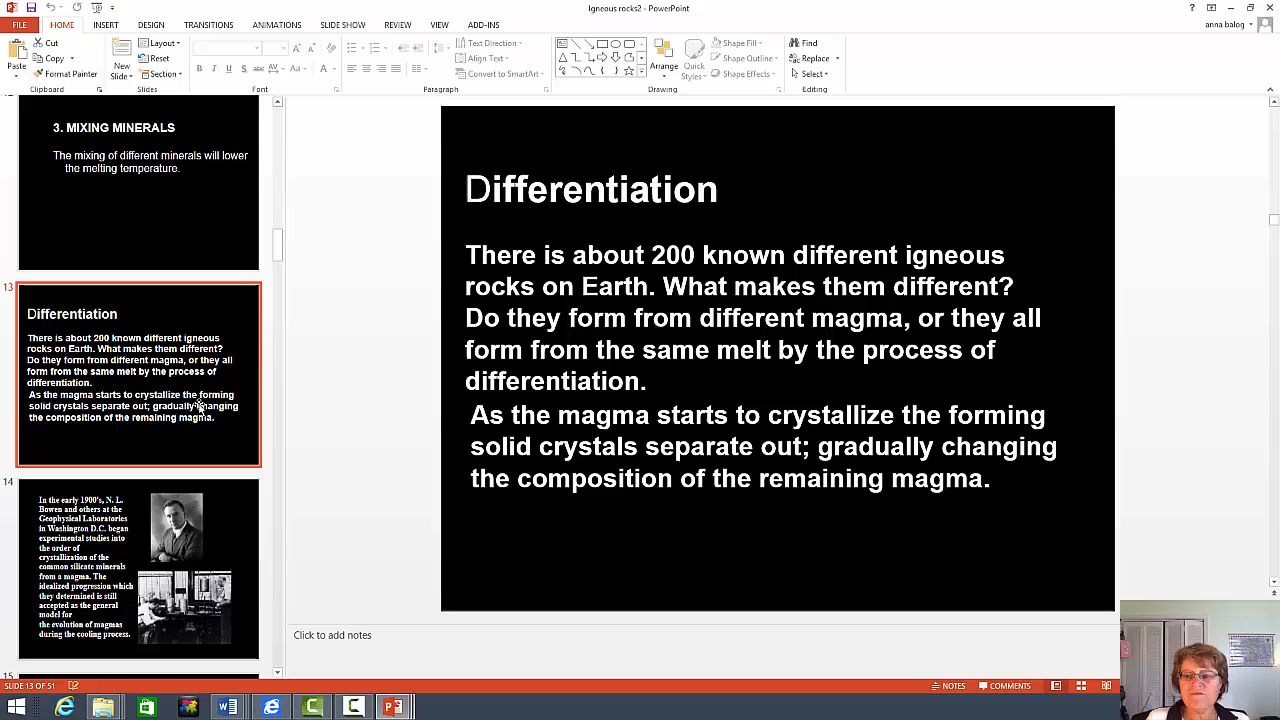 Igneous rocks2 - PowerPoint
FILE HOME INSERT DESIGN TRANSITIONS ANIMATIONS SLIDE SHOW REVIEW VIEW ADD-INS
anna balog
Paste
Cut
Copy
Format Painter
Clipboard
New
Slide
Layout
Reset
Section
Slides
B I U S abc AV Aa A
Font
Text Direction
Align Text
Convert to SmartArt
Paragraph
Arrange
Quick
Styles
Shape Fill
Shape Outline
Shape Effects
Drawing
Find
Replace
Select
Editing
3. MIXING MINERALS
The mixing of different minerals will lower
the melting temperature.
13
Differentiation
There is about 200 known different igneous
rocks on Earth. What makes them different?
Do they form from different magma, or they all
form from the same melt by the process of
differentiation.
As the magma starts to crystallize the forming
solid crystals separate out; gradually changing
the composition of the remaining magma.
14
In the early 1900's, N. L.
Bowen and others at the
Geophysical Laboratories
in Washington D.C. began
experimental studies into
the order of
crystallization of the
common silicate minerals
from a magma. The
idealized progression which
they determined is still
accepted as the general
model for
the evolution of magmas
during the cooling process.
15
Differentiation
There is about 200 known different igneous
rocks on Earth. What makes them different?
Do they form from different magma, or they all
form from the same melt by the process of
differentiation.
As the magma starts to crystallize the forming
solid crystals separate out; gradually changing
the composition of the remaining magma.
Click to add notes
SLIDE 13 OF 51
NOTES
COMMENTS